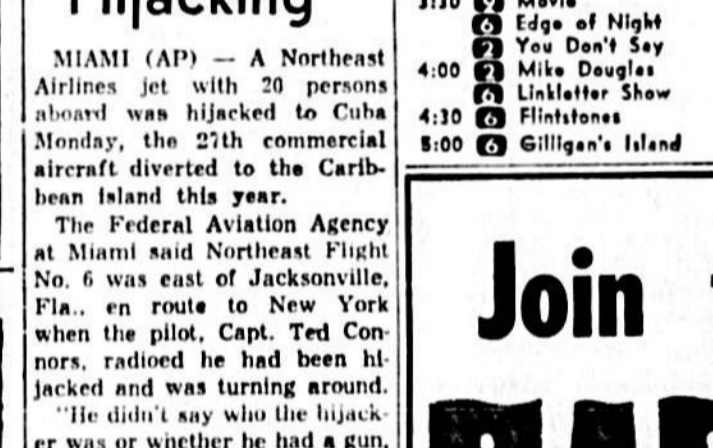 Hijacking
MIAMI (AP) — A Northeast
Airlines jet with 20 persons
aboard was hijacked to Cuba
Monday, the 27th commercial
aircraft diverted to the Carib-
bean island this year.
The Federal Aviation Agency
at Miami said Northeast Flight
No. 6 was east of Jacksonville,
Fla., en route to New York
when the pilot, Capt. Ted Con-
nors, radioed he had been hi-
jacked and was turning around.
"He didn't say who the hijack-
er was or whether he had a gun,
3:30 9 Movie
6 Edge of Night
2 You Don't Say
4:00 2 Mike Douglas
6 Linkletter Show
4:30 6 Flintstones
5:00 6 Gilligan's Island
Join